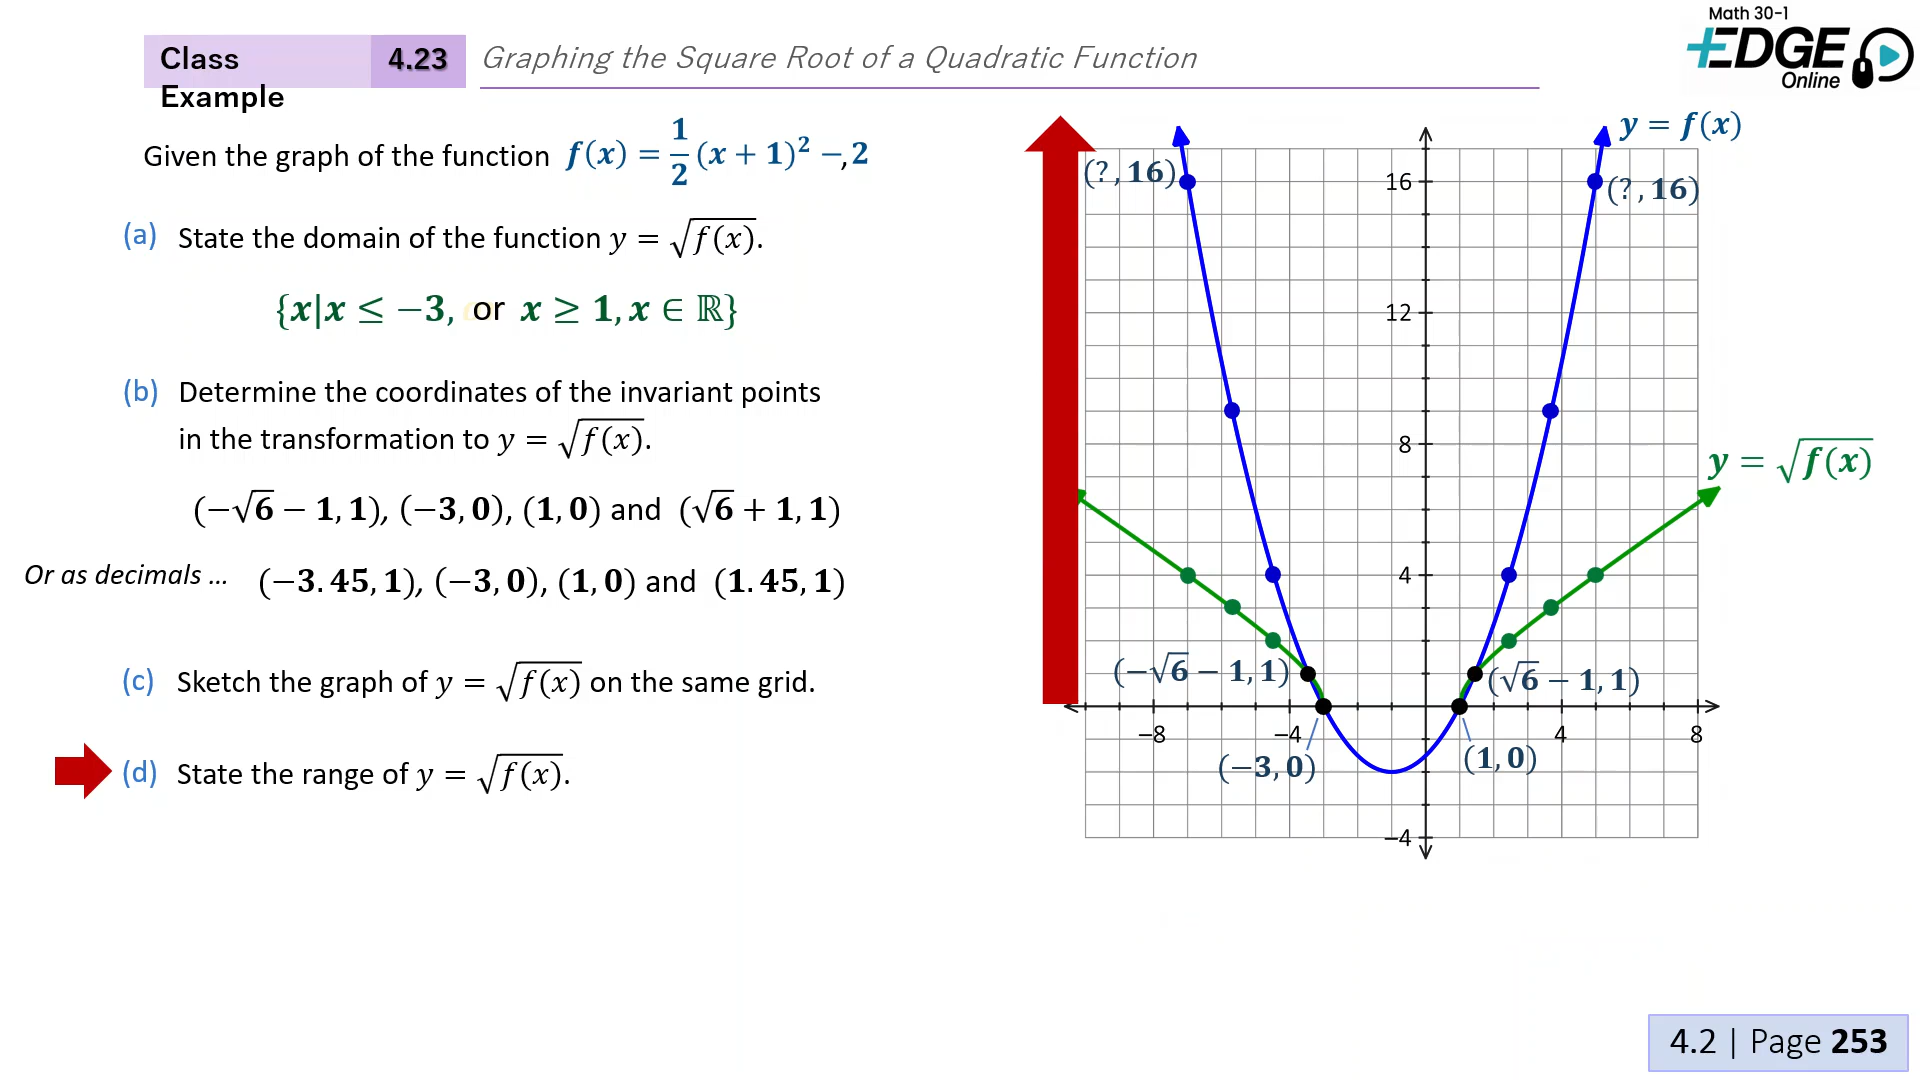 Math 30-1
EDGE
Online
Class Example
4.23
Graphing the Square Root of a Quadratic Function
Given the graph of the function f(x) = 1/2 (x + 1)² −, 2
(a) State the domain of the function y = √f(x).
{x|x ≤ −3, or x ≥ 1, x ∈ ℝ}
(b) Determine the coordinates of the invariant points
in the transformation to y = √f(x).
(−√6 − 1, 1), (−3, 0), (1, 0) and (√6 + 1, 1)
Or as decimals ... (−3.45, 1), (−3, 0), (1, 0) and (1.45, 1)
(c) Sketch the graph of y = √f(x) on the same grid.
(d) State the range of y = √f(x).
y = f(x)
(?, 16)
16
(?, 16)
12
8
y = √f(x)
4
(−√6 − 1, 1)
(√6 − 1, 1)
−8
−4
4
8
(−3, 0)
(1, 0)
−4
4.2 | Page 253